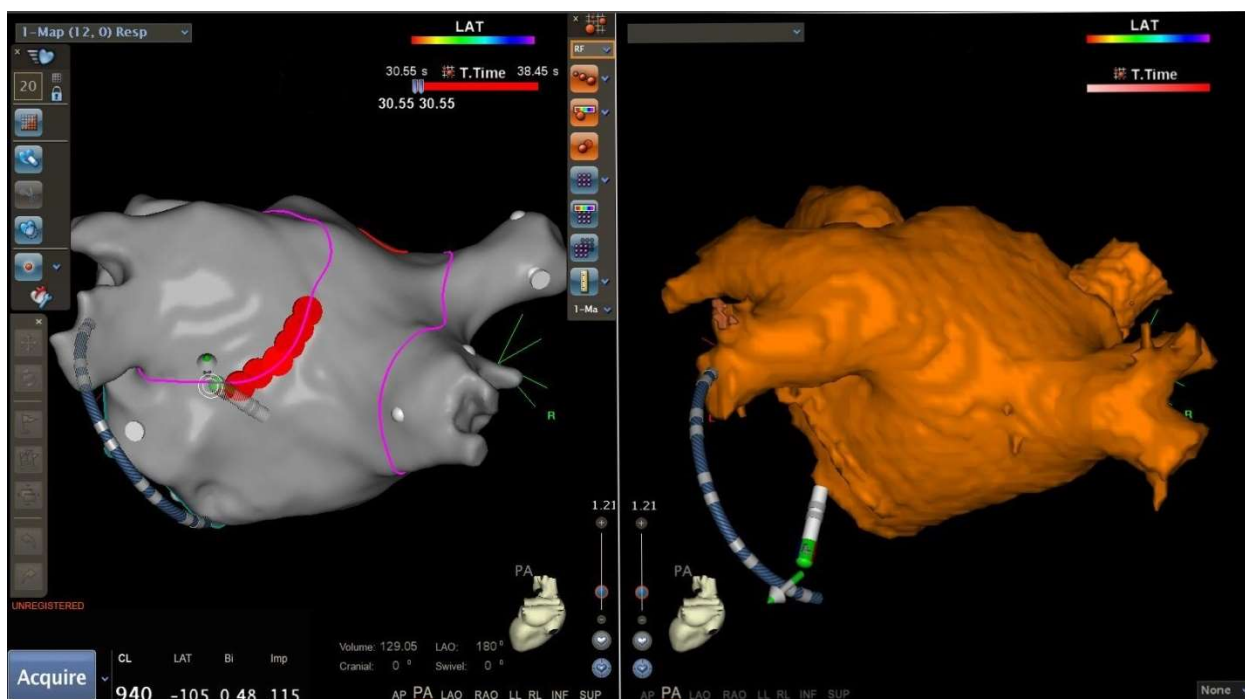 1-Map (12, 0) Resp
LAT
30.55 s T.Time 38.45 s
30.55 30.55
20
RF
1-Ma
R
1.21
PA
UNREGISTERED
Volume: 129.05 LAO: 180°
Cranial: 0° Swivel: 0°
Acquire
CL LAT Bi Imp
940 -105 0.48 115
AP PA LAO RAO LL RL INF SUP
LAT
T.Time
R
1.21
PA
AP PA LAO RAO LL RL INF SUP
None